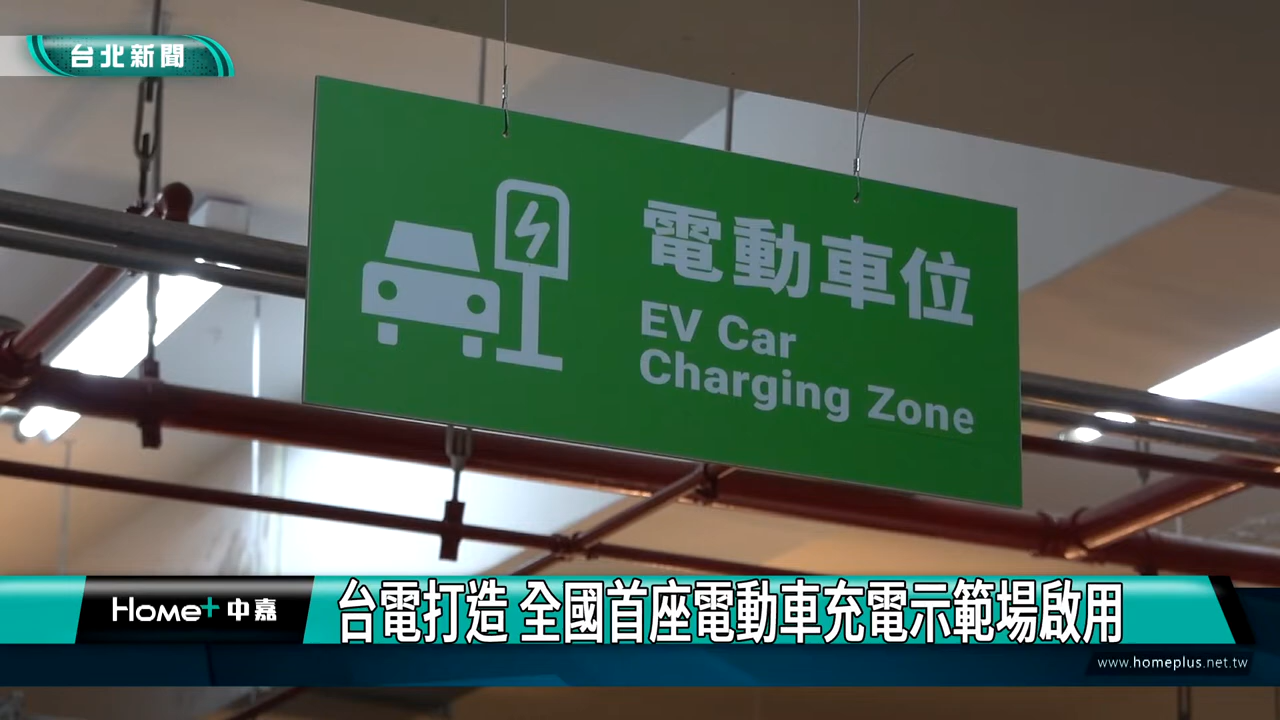 台北新聞
電動車位
EV Car
Charging Zone
Home+ 中嘉
台電打造 全國首座電動車充電示範場啟用
www.homeplus.net.tw